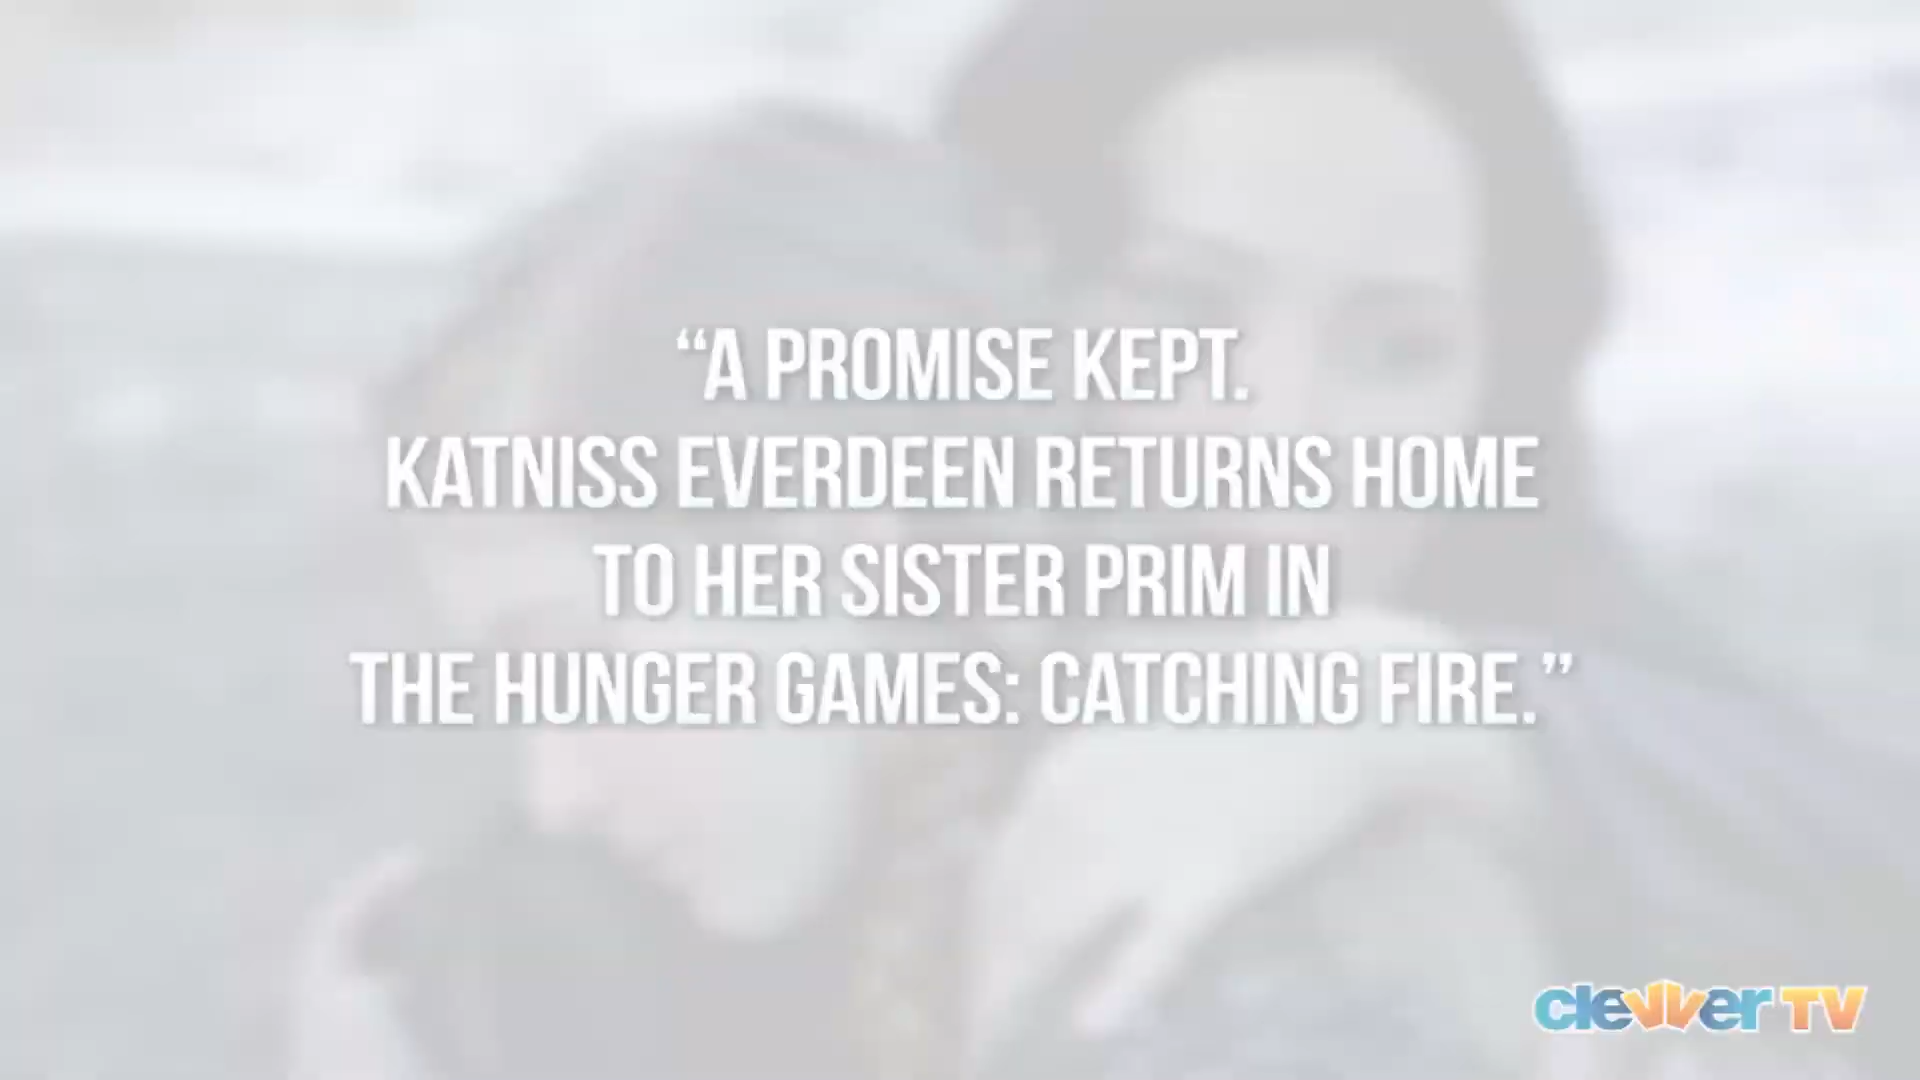 “A PROMISE KEPT.
KATNISS EVERDEEN RETURNS HOME
TO HER SISTER PRIM IN
THE HUNGER GAMES: CATCHING FIRE.”
clevver TV